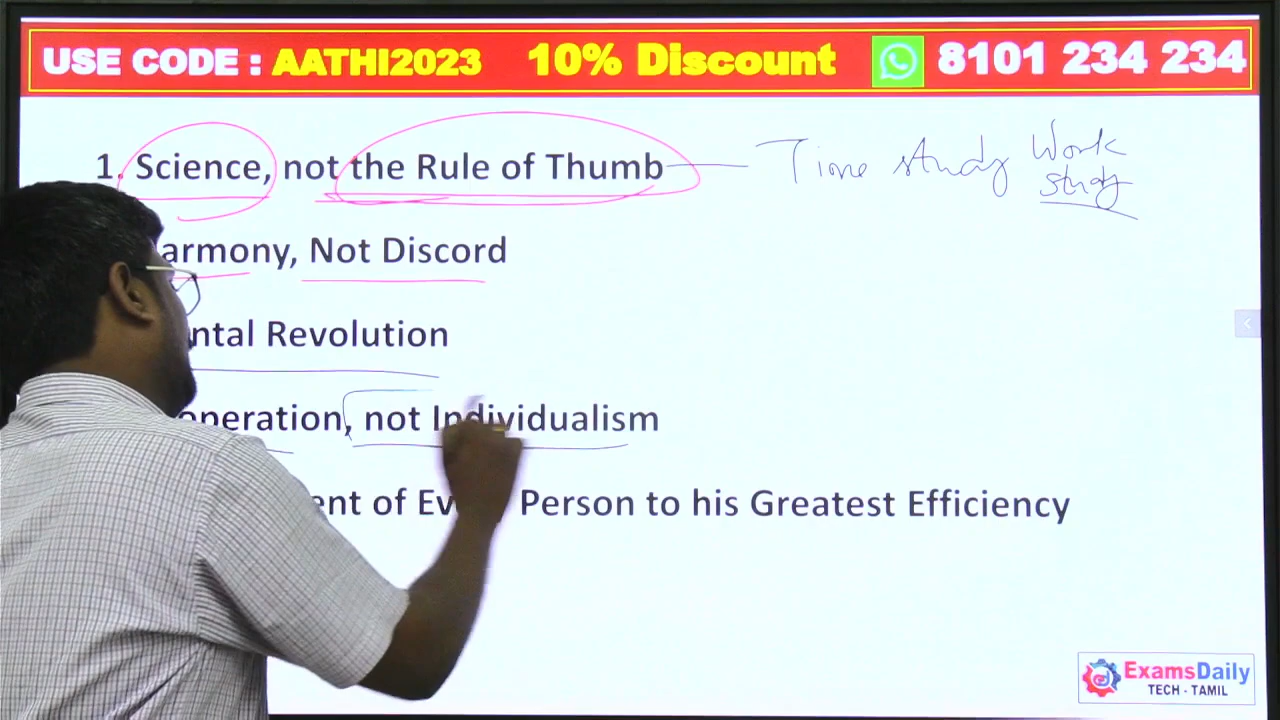 USE CODE : AATHI2023 10% Discount 8101 234 234
1. Science, not the Rule of Thumb Time study Work study
armony, Not Discord
ntal Revolution
operation, not Individualism
ent of Every Person to his Greatest Efficiency
ExamsDaily
TECH - TAMIL